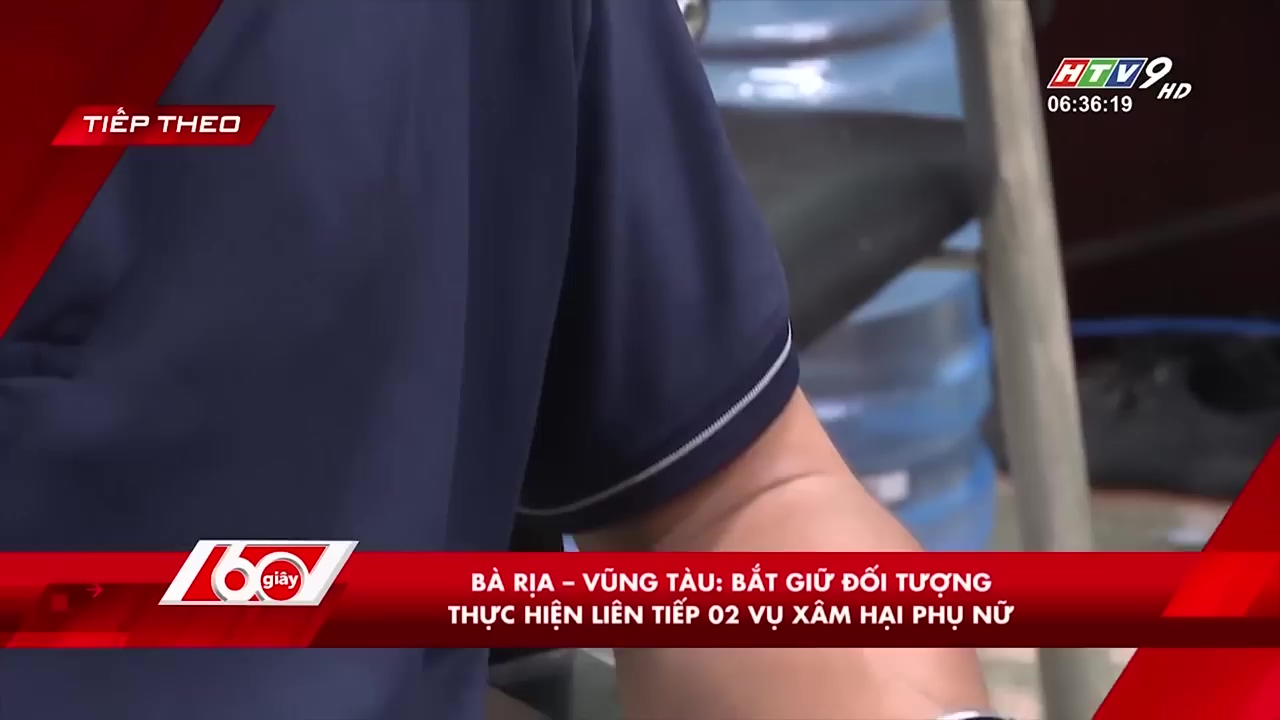 TIẾP THEO
HTV9 HD
06:36:19
60 giây
BÀ RỊA – VŨNG TÀU: BẮT GIỮ ĐỐI TƯỢNG
THỰC HIỆN LIÊN TIẾP 02 VỤ XÂM HẠI PHỤ NỮ